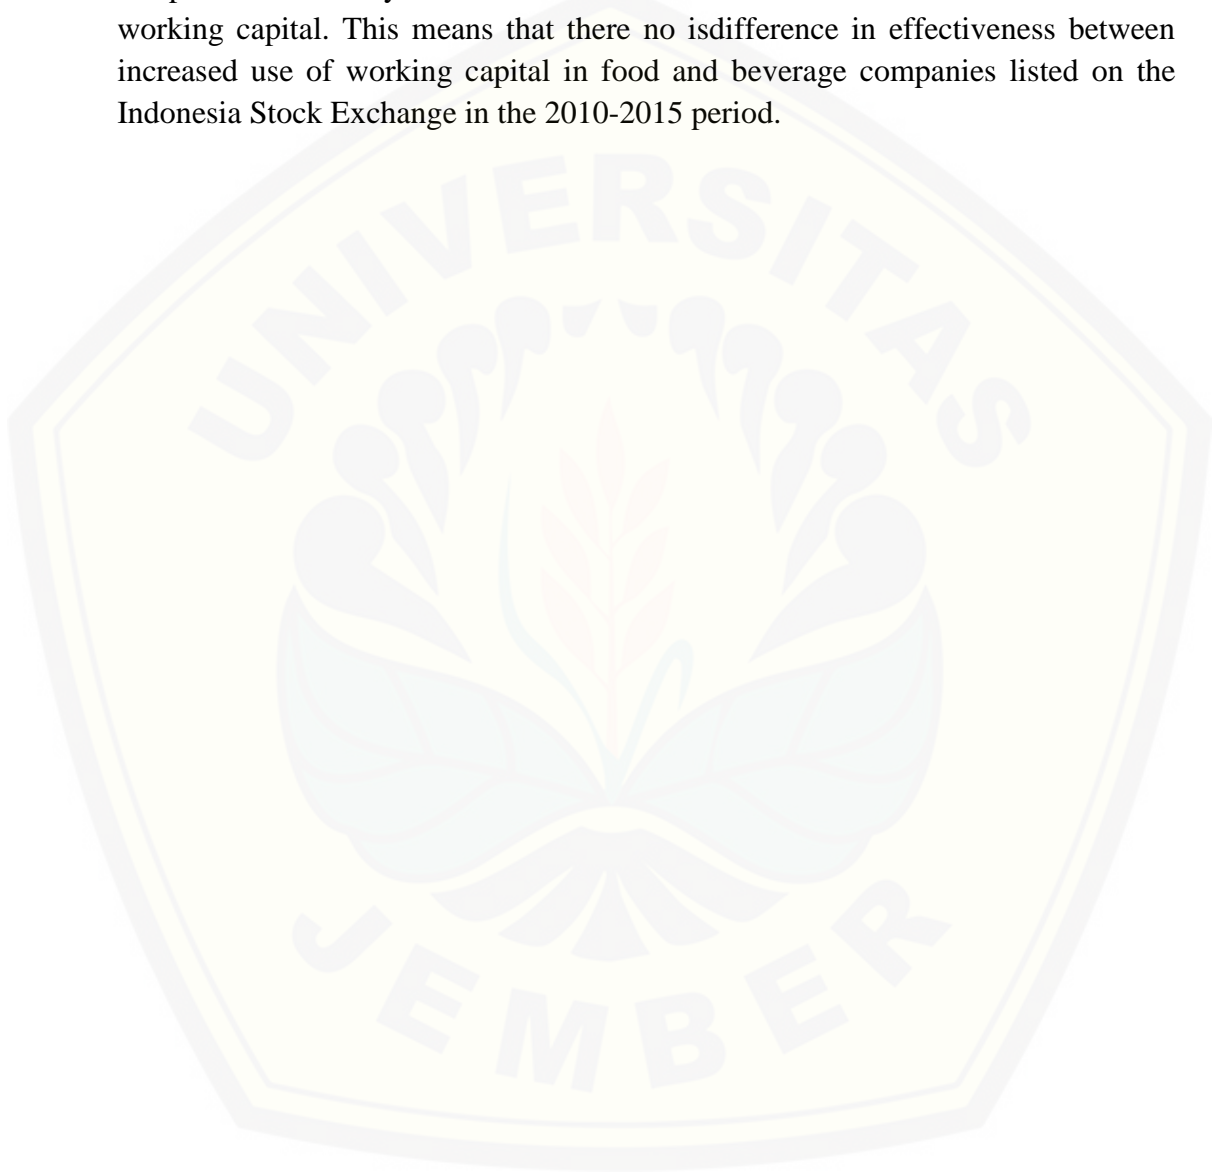 working capital. This means that there no isdifference in effectiveness between
increased use of working capital in food and beverage companies listed on the
Indonesia Stock Exchange in the 2010-2015 period.
UNIVERSITAS
JEMBER